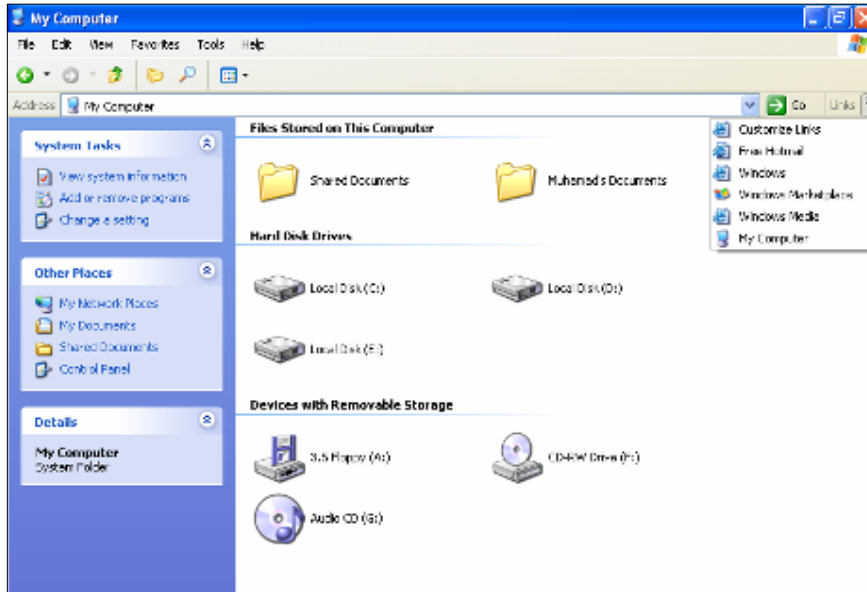 My Computer
File Edit View Favorites Tools Help
Address My Computer Go Links
System Tasks
View system information
Add or remove programs
Change a setting
Other Places
My Network Places
My Documents
Shared Documents
Control Panel
Details
My Computer
System Folder
Files Stored on This Computer
Shared Documents Muhamad's Documents
Hard Disk Drives
Local Disk (C:) Local Disk (D:)
Local Disk (E:)
Devices with Removable Storage
3.5 Floppy (A:) CD-RW Drive (F:)
Audio CD (G:)
Customize Links
Free Hotmail
Windows
Windows Marketplace
Windows Media
My Computer